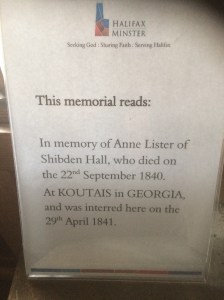 HALIFAX
MINSTER
Seeking God · Sharing Faith · Serving Halifax
This memorial reads:
In memory of Anne Lister of
Shibden Hall, who died on
the 22nd September 1840.
At KOUTAIS in GEORGIA,
and was interred here on the
29th April 1841.